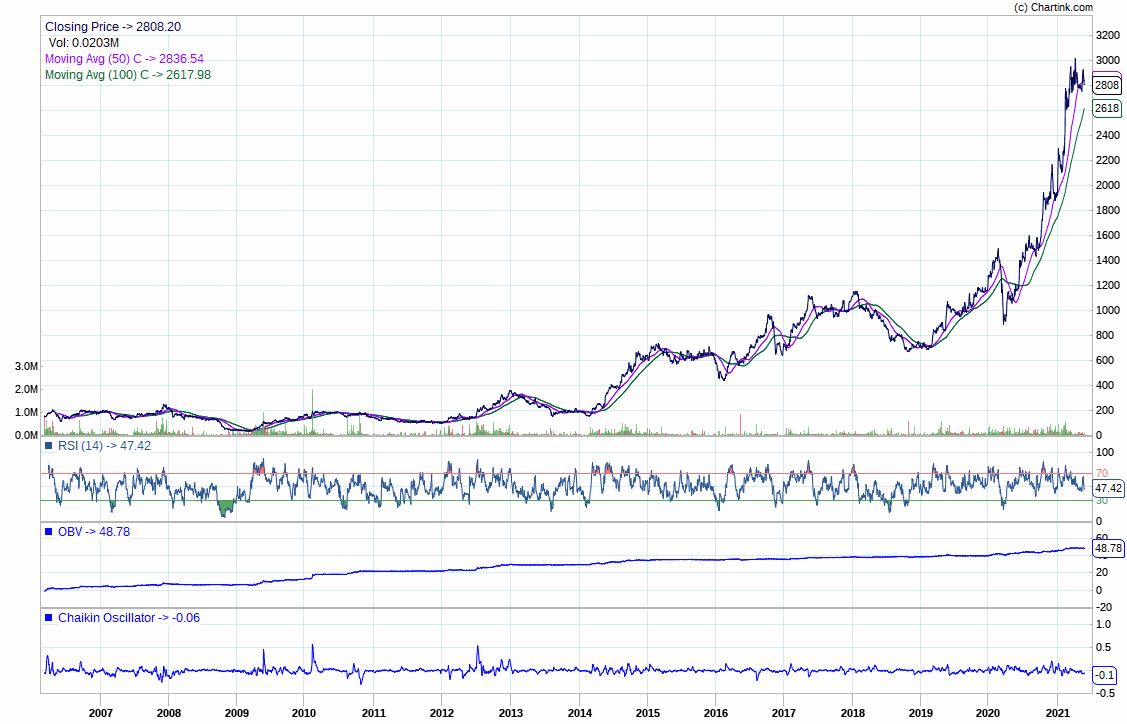 (c) Chartink.com
Closing Price -> 2808.20
Vol: 0.0203M
Moving Avg (50) C -> 2836.54
Moving Avg (100) C -> 2617.98
3200
3000
2808
2618
2400
2200
2000
1800
1600
1400
1200
1000
800
600
400
200
0
3.0M
2.0M
1.0M
0.0M
RSI (14) -> 47.42
100
70
47.42
30
0
OBV -> 48.78
60
48.78
20
0
-20
Chaikin Oscillator -> -0.06
1.0
0.5
-0.1
-0.5
2007 2008 2009 2010 2011 2012 2013 2014 2015 2016 2017 2018 2019 2020 2021